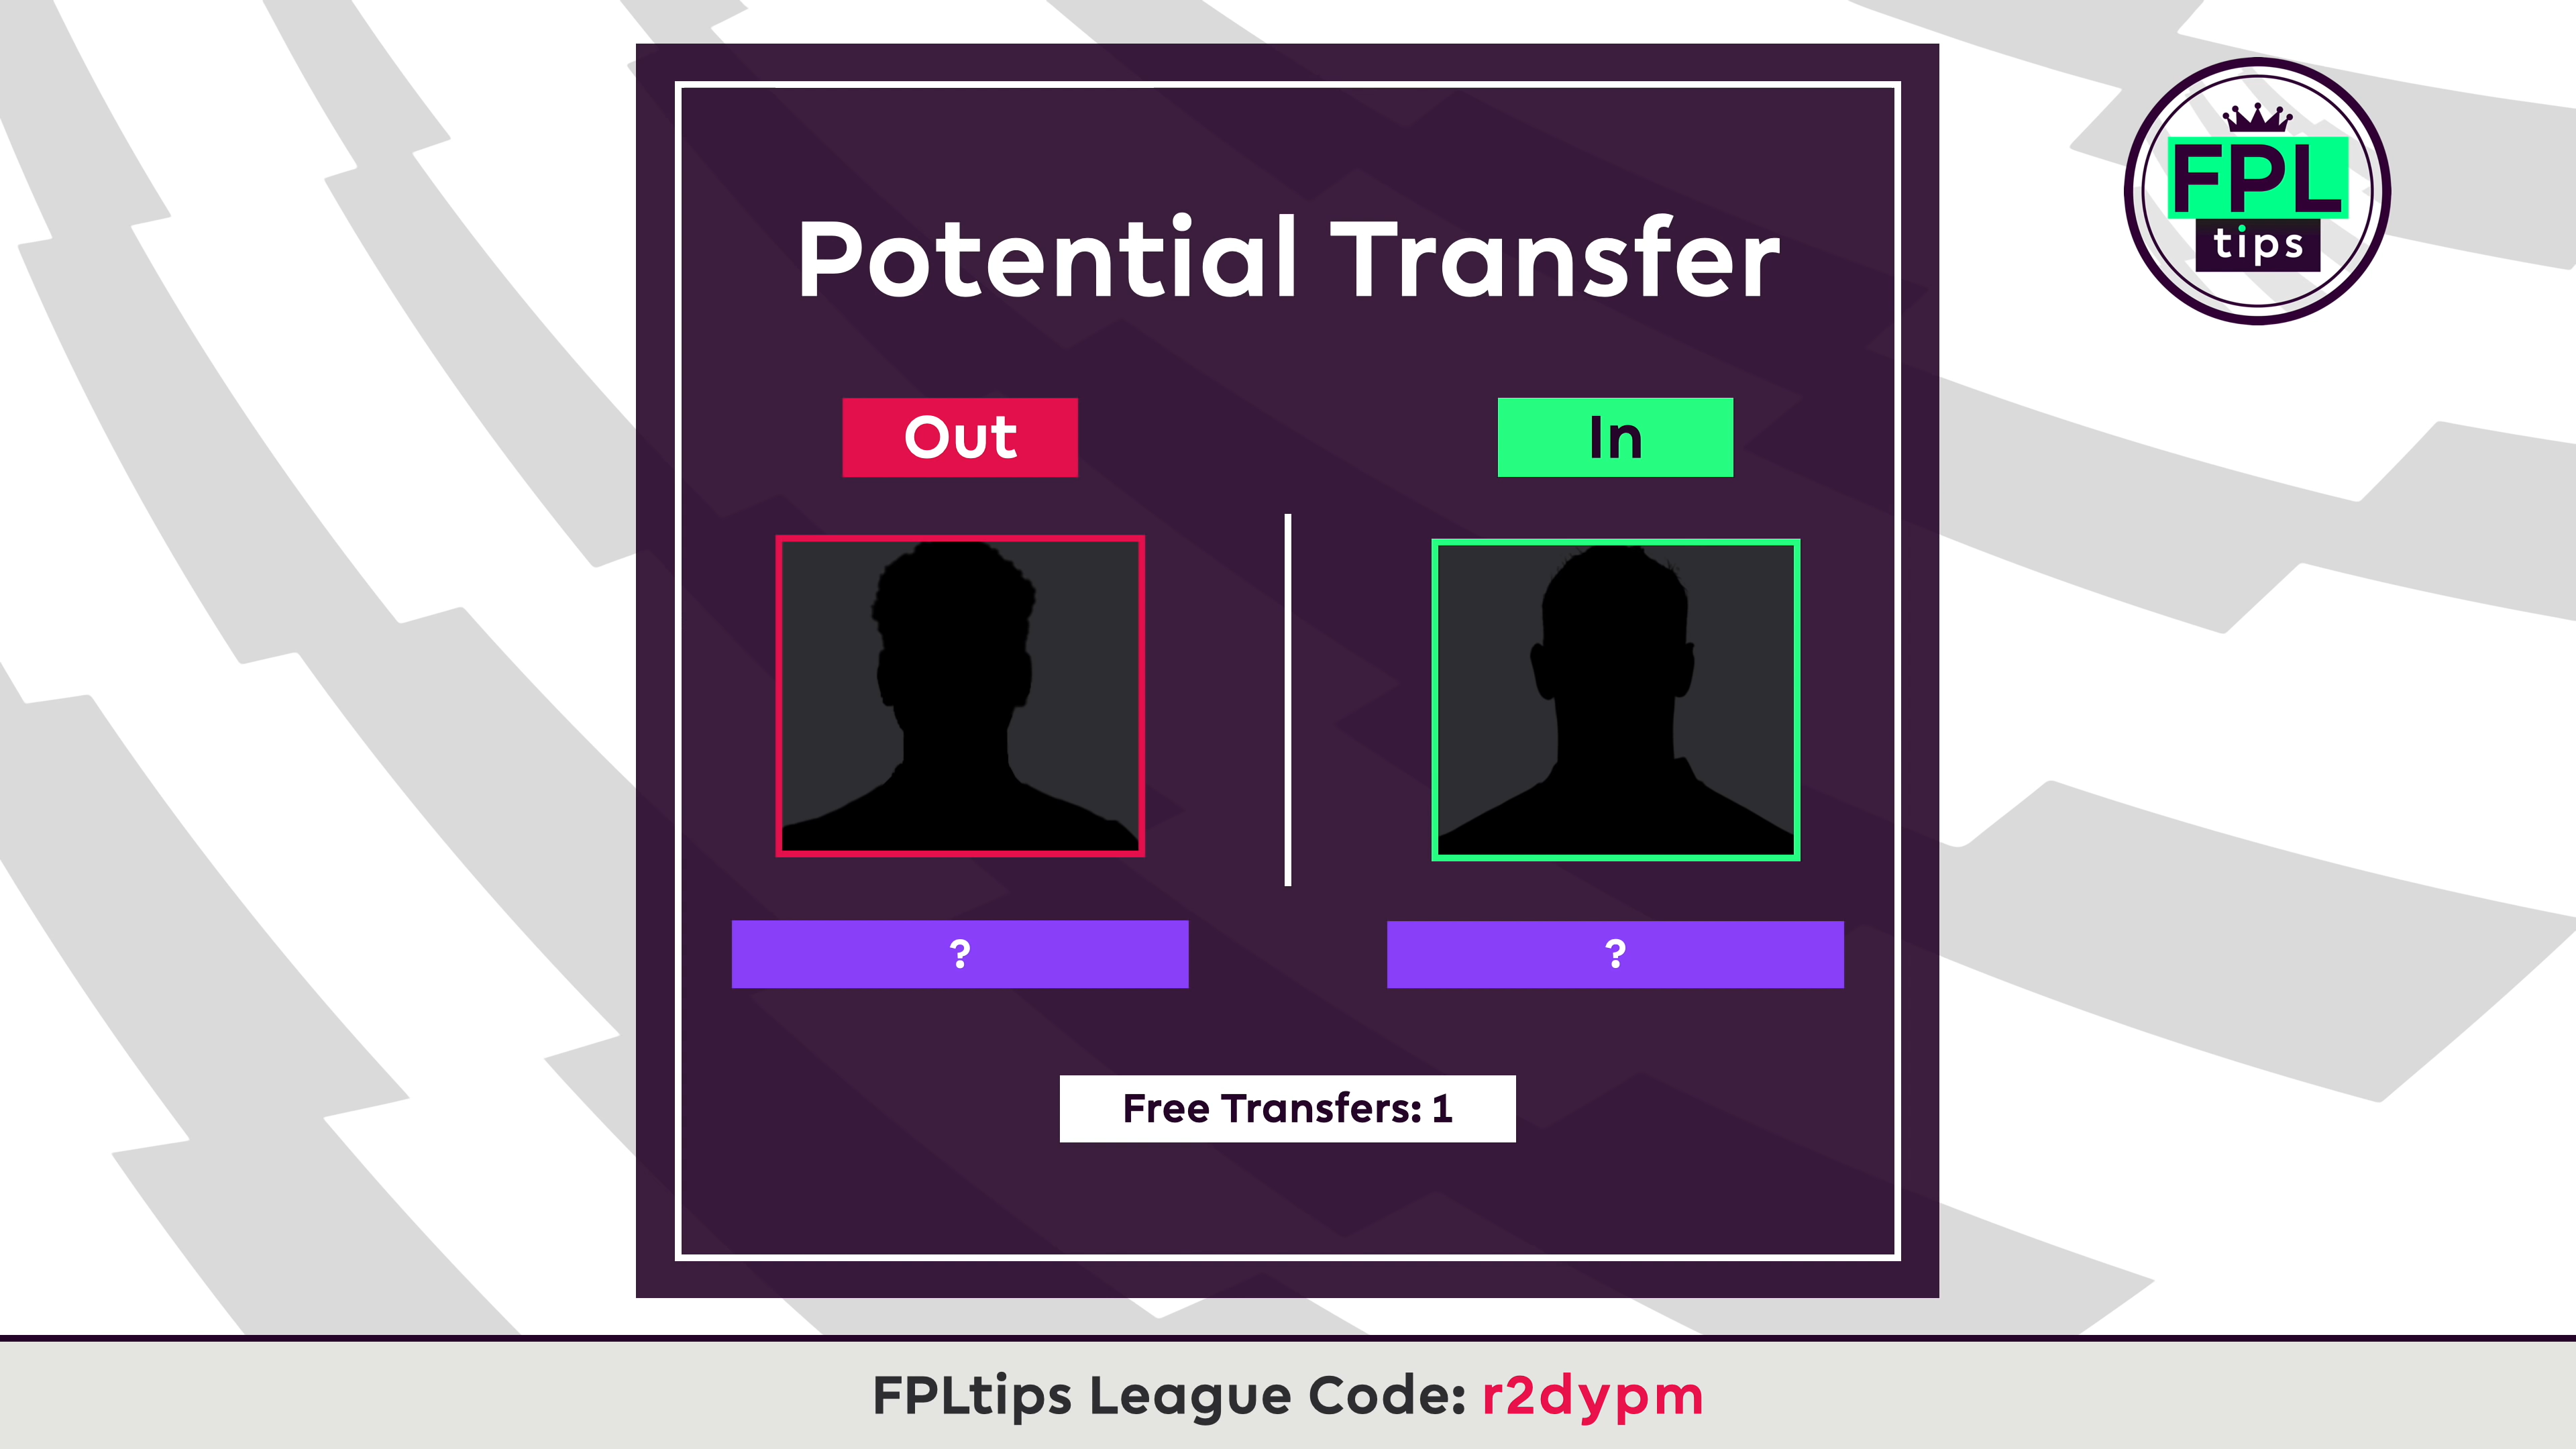 FPL
tips
Potential Transfer
Out
In
?
?
Free Transfers: 1
FPLtips League Code: r2dypm